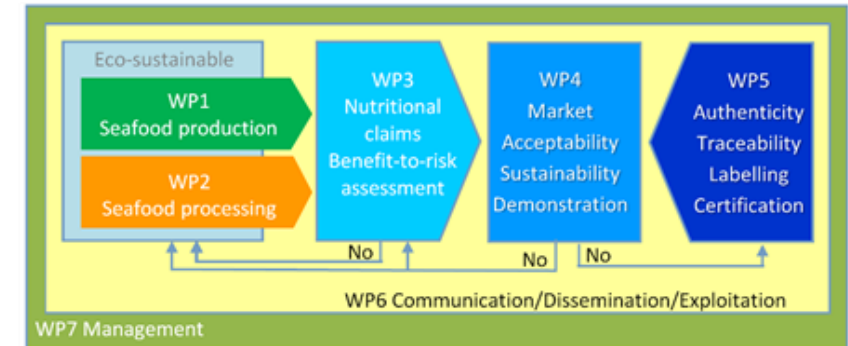 Eco-sustainable
WP1
Seafood production
WP2
Seafood processing
WP3
Nutritional
claims
Benefit-to-risk
assessment
WP4
Market
Acceptability
Sustainability
Demonstration
WP5
Authenticity
Traceability
Labelling
Certification
No
No
No
WP6 Communication/Dissemination/Exploitation
WP7 Management